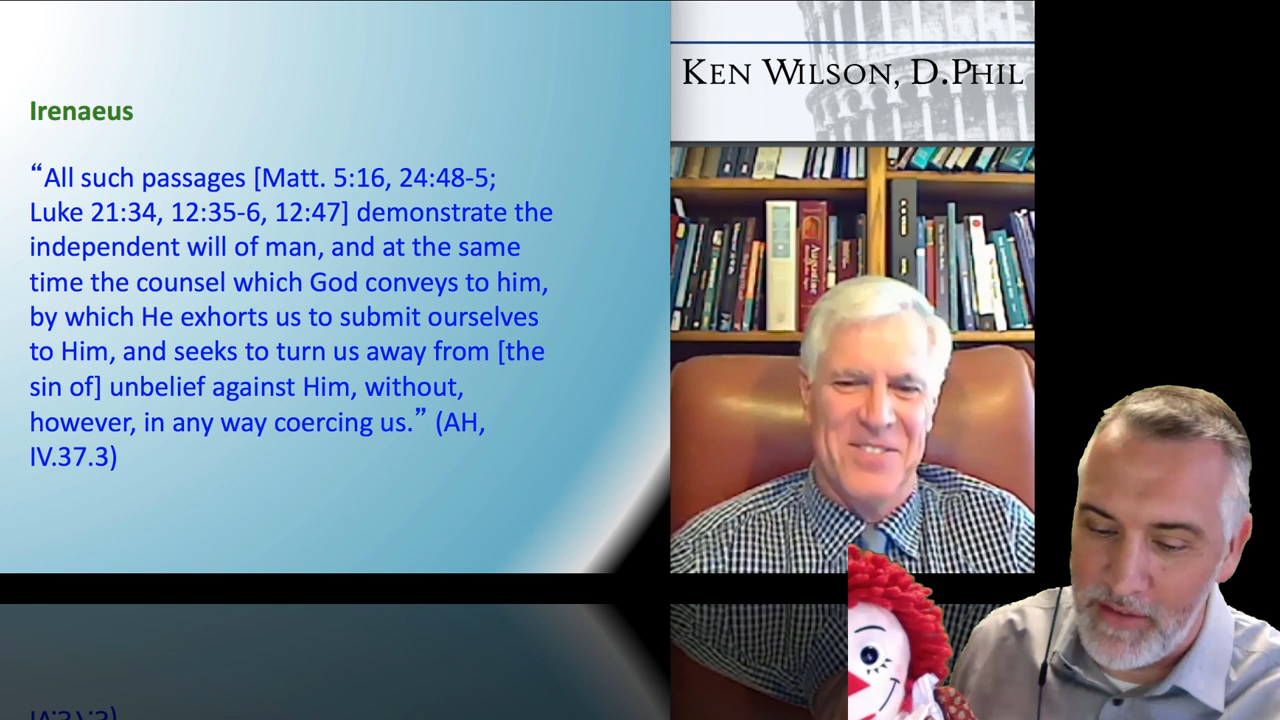 Irenaeus
“All such passages [Matt. 5:16, 24:48-5;
Luke 21:34, 12:35-6, 12:47] demonstrate the
independent will of man, and at the same
time the counsel which God conveys to him,
by which He exhorts us to submit ourselves
to Him, and seeks to turn us away from [the
sin of] unbelief against Him, without,
however, in any way coercing us.” (AH,
IV.37.3)
KEN WILSON, D.PHIL
Augustine